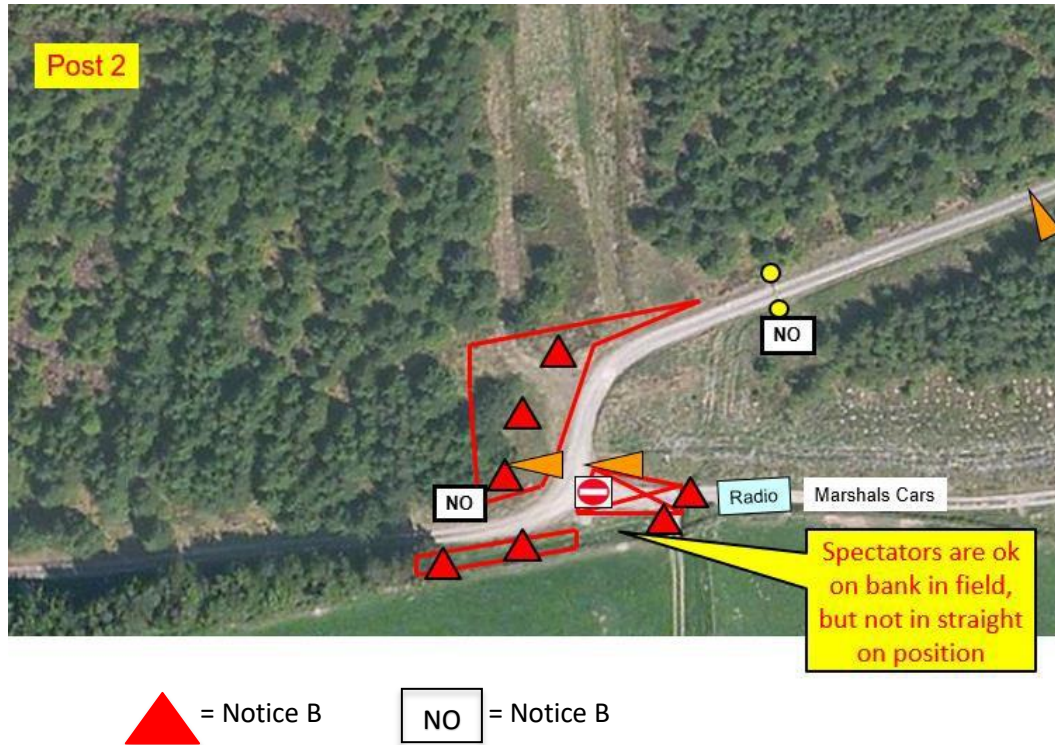 Post 2
NO
NO
Radio
Marshals Cars
Spectators are ok
on bank in field,
but not in straight
on position
= Notice B
NO
= Notice B